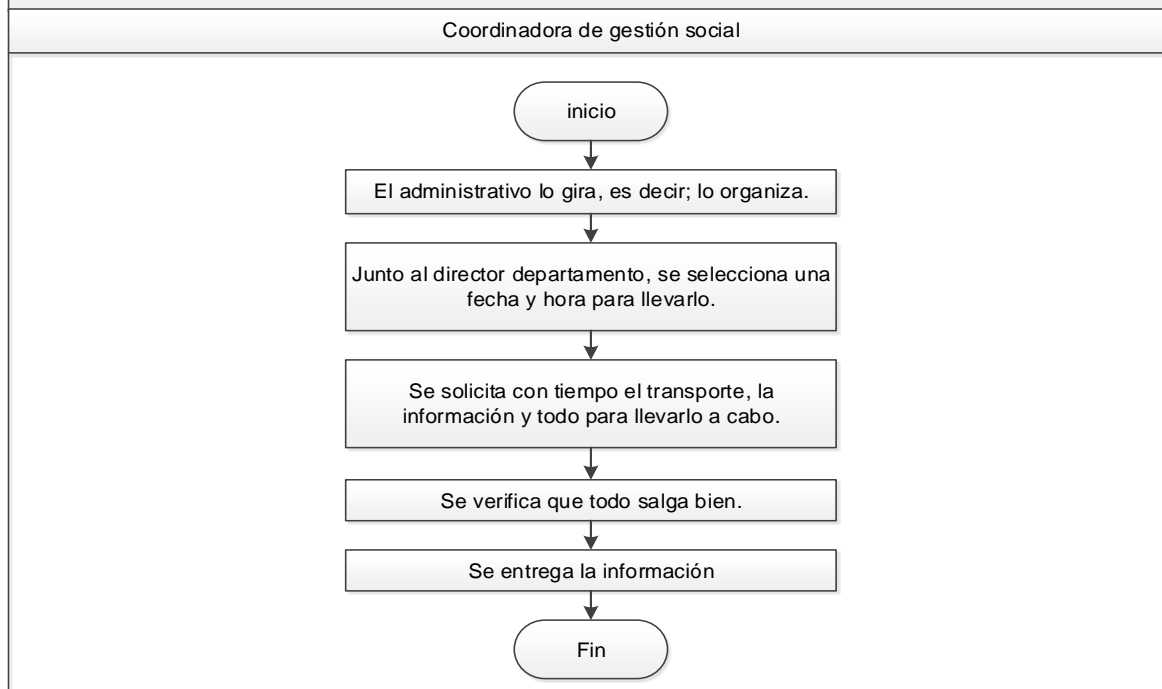 Coordinadora de gestión social
inicio
El administrativo lo gira, es decir; lo organiza.
Junto al director departamento, se selecciona una
fecha y hora para llevarlo.
Se solicita con tiempo el transporte, la
información y todo para llevarlo a cabo.
Se verifica que todo salga bien.
Se entrega la información
Fin